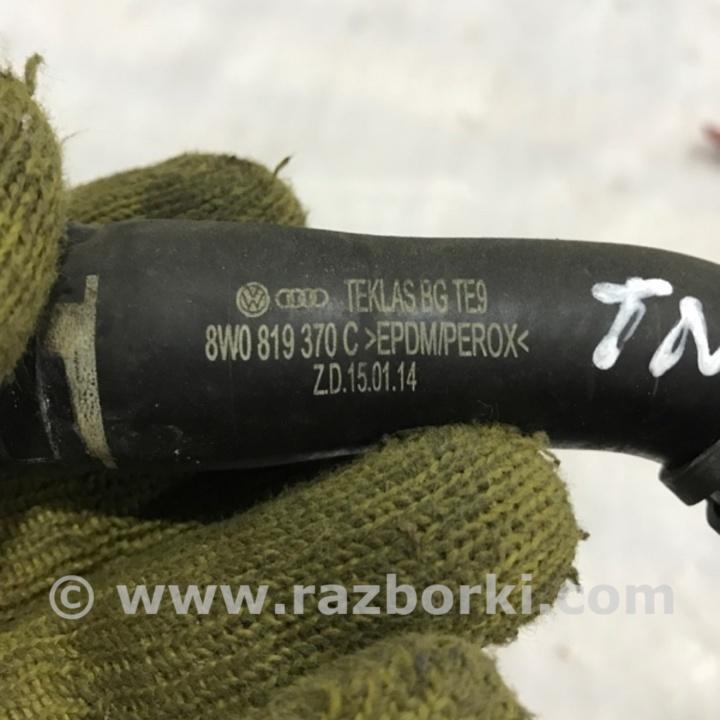 TEKLAS BG TE9
8W0 819 370 C >EPDM/PEROX<
Z.D.15.01.14
© www.razborki.com